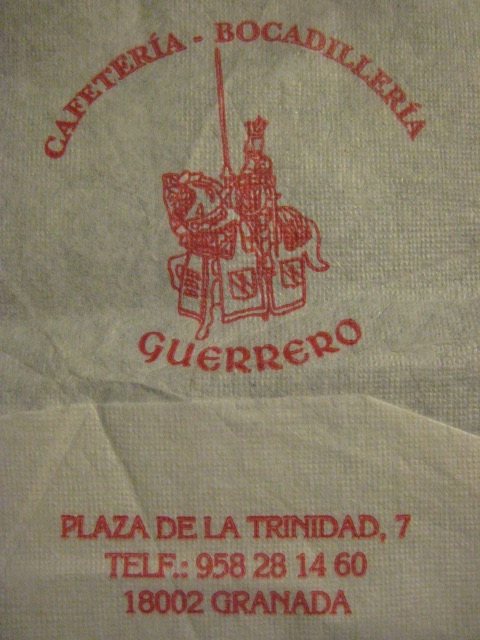 CAFETERÍA - BOCADILLERÍA
GUERRERO
PLAZA DE LA TRINIDAD, 7
TELF.: 958 28 14 60
18002 GRANADA